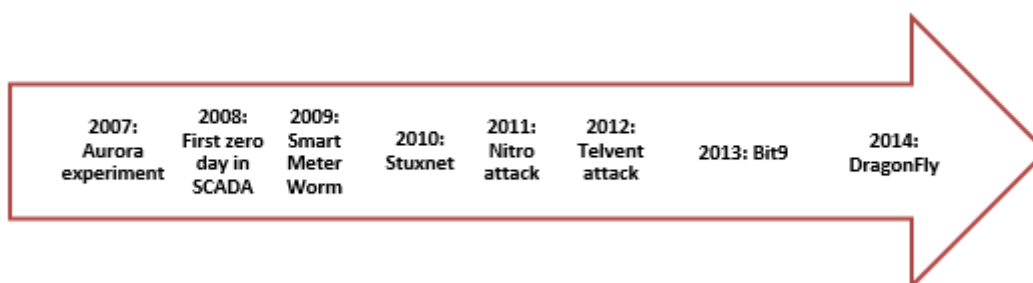 2007:
Aurora
experiment
2008:
First zero
day in
SCADA
2009:
Smart
Meter
Worm
2010:
Stuxnet
2011:
Nitro
attack
2012:
Telvent
attack
2013: Bit9
2014:
DragonFly